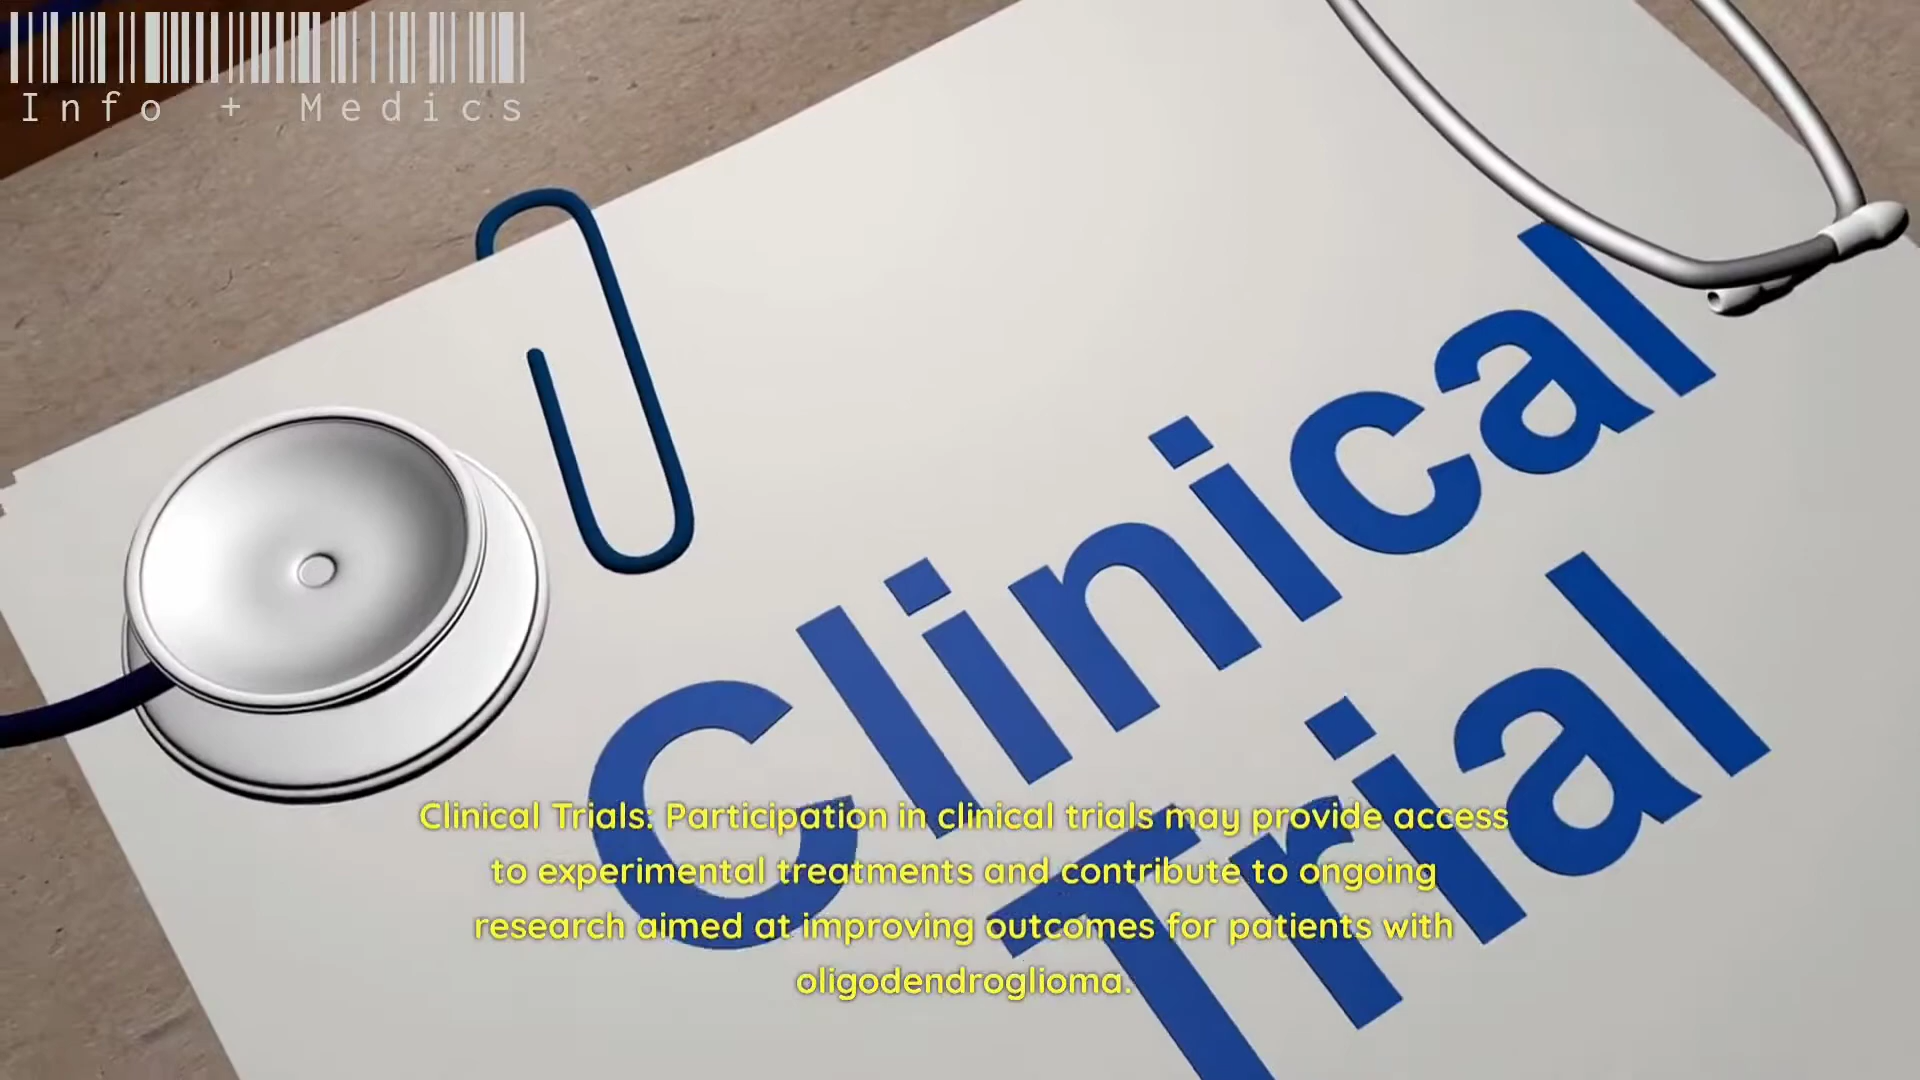 Info + Medics
Clinical
Trial
Clinical Trials: Participation in clinical trials may provide access
to experimental treatments and contribute to ongoing
research aimed at improving outcomes for patients with
oligodendroglioma.